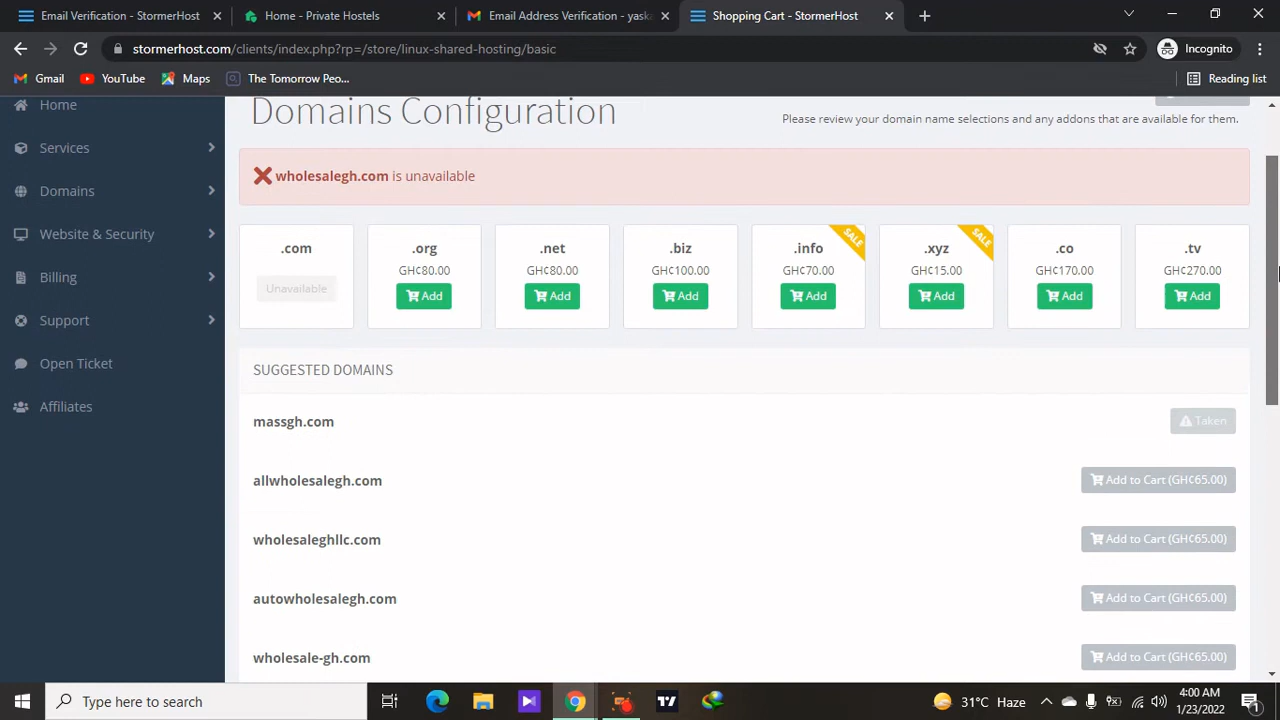 Email Verification - StormerHost
Home - Private Hostels
Email Address Verification - yaska
Shopping Cart - StormerHost
stormerhost.com/clients/index.php?rp=/store/linux-shared-hosting/basic
Incognito
Gmail
YouTube
Maps
The Tomorrow Peo...
Reading list
Home
Services
Domains
Website & Security
Billing
Support
Open Ticket
Affiliates
Domains Configuration
Please review your domain name selections and any addons that are available for them.
wholesalegh.com is unavailable
.com
Unavailable
.org
GH₵80.00
Add
.net
GH₵80.00
Add
.biz
GH₵100.00
Add
SALE
.info
GH₵70.00
Add
SALE
.xyz
GH₵15.00
Add
.co
GH₵170.00
Add
.tv
GH₵270.00
Add
SUGGESTED DOMAINS
massgh.com
Taken
allwholesalegh.com
Add to Cart (GH₵65.00)
wholesaleghllc.com
Add to Cart (GH₵65.00)
autowholesalegh.com
Add to Cart (GH₵65.00)
wholesale-gh.com
Add to Cart (GH₵65.00)
Type here to search
31°C Haze
4:00 AM
1/23/2022